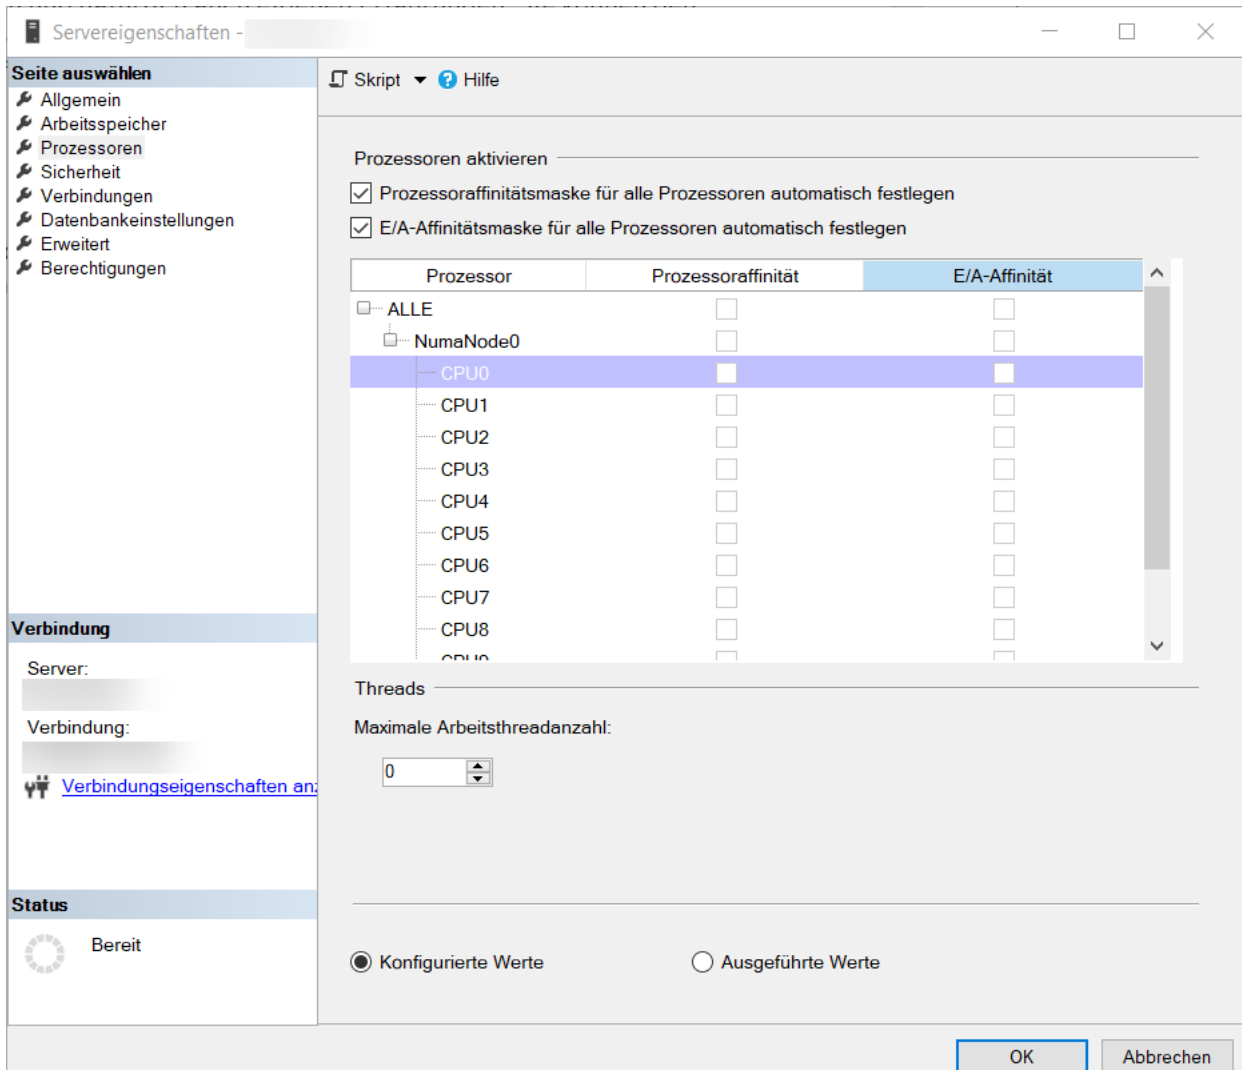 Servereigenschaften -
Seite auswählen
Allgemein
Arbeitsspeicher
Prozessoren
Sicherheit
Verbindungen
Datenbankeinstellungen
Erweitert
Berechtigungen
Skript Hilfe
Prozessoren aktivieren
Prozessoraffinitätsmaske für alle Prozessoren automatisch festlegen
E/A-Affinitätsmaske für alle Prozessoren automatisch festlegen
Prozessor Prozessoraffinität E/A-Affinität
ALLE
NumaNode0
CPU0
CPU1
CPU2
CPU3
CPU4
CPU5
CPU6
CPU7
CPU8
CPU9
Threads
Maximale Arbeitsthreadanzahl:
0
Verbindung
Server:
Verbindung:
Verbindungseigenschaften an
Status
Bereit
Konfigurierte Werte Ausgeführte Werte
OK Abbrechen